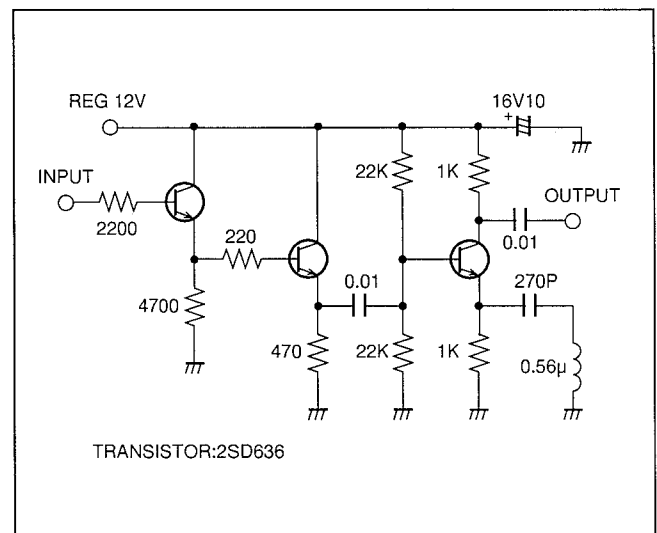 REG 12V
16V10
+
INPUT
22K
1K
OUTPUT
2200
220
0.01
0.01
270P
4700
470
22K
1K
0.56μ
TRANSISTOR:2SD636